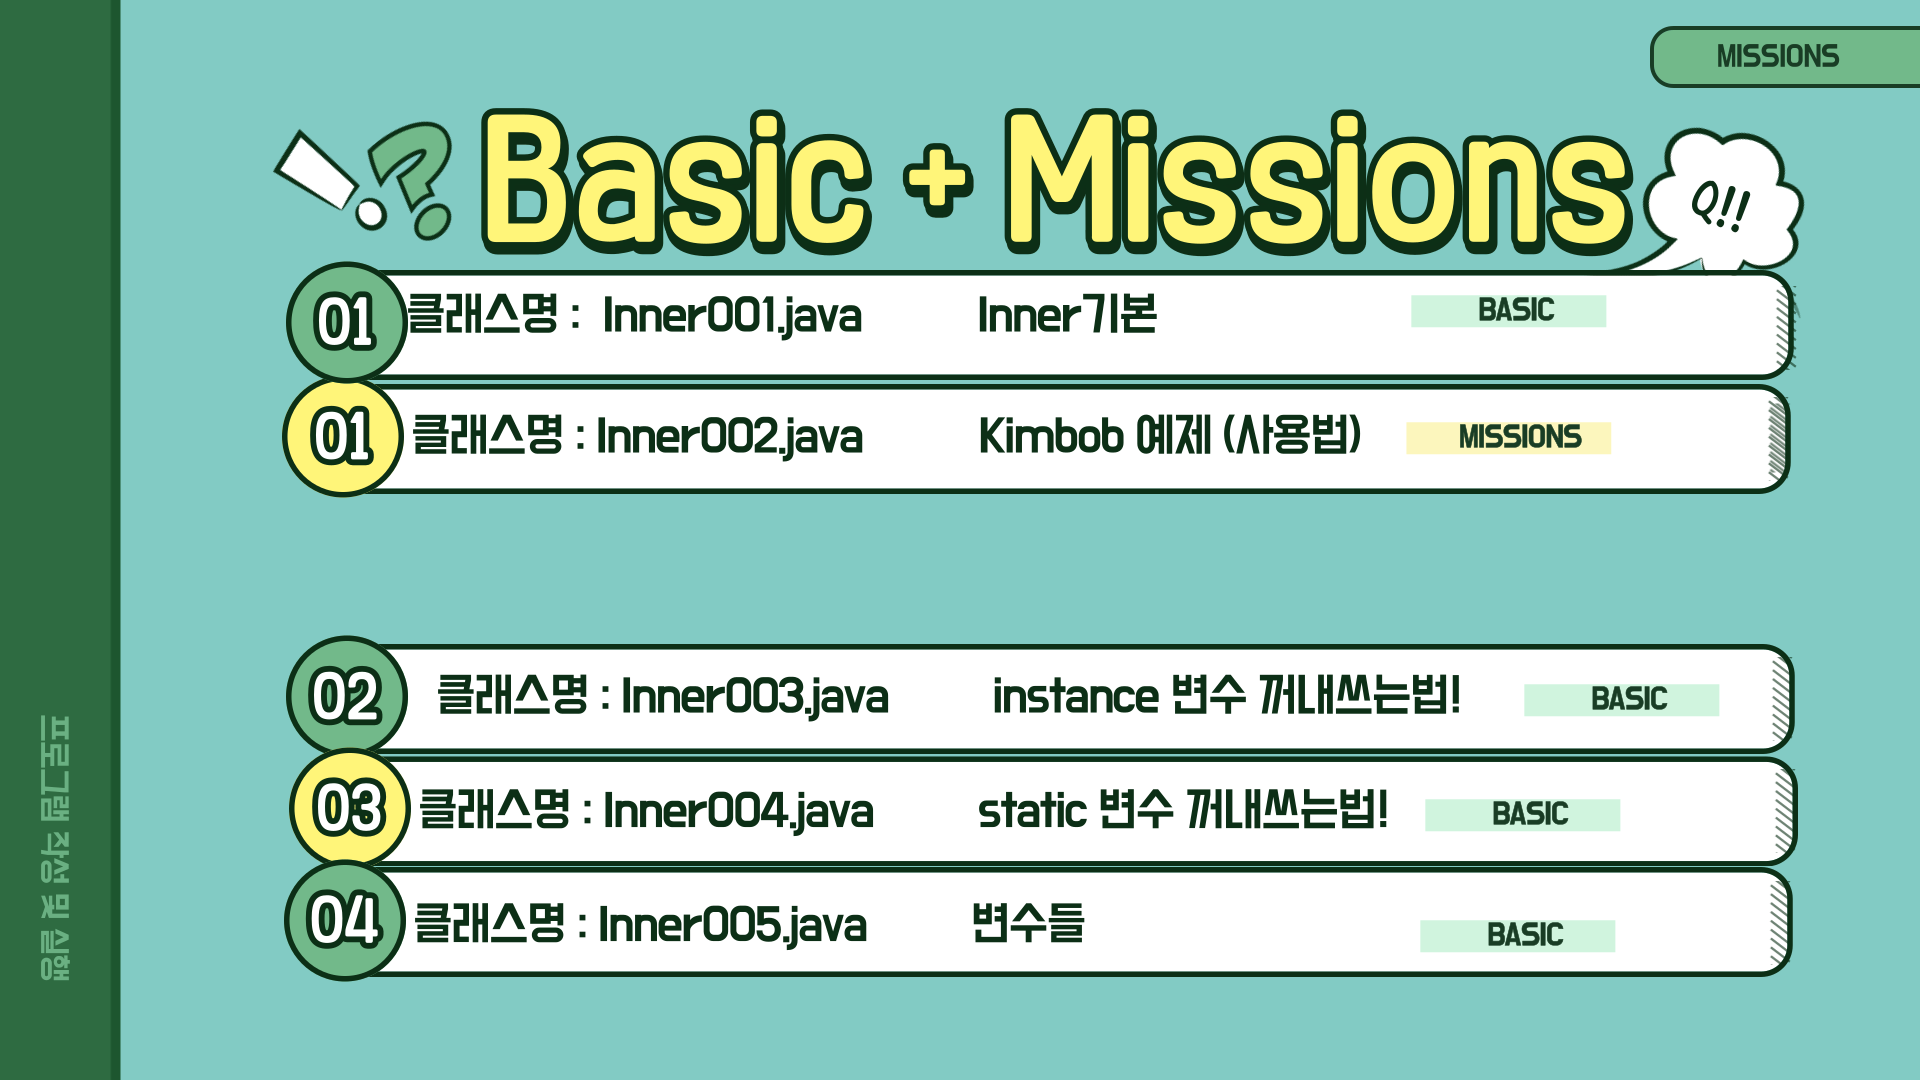 MISSIONS
!?
Basic + Missions
Q!!
01 클래스명 : Inner001.java Inner기본 BASIC
01 클래스명 : Inner002.java Kimbob 예제 (사용법) MISSIONS
02 클래스명 : Inner003.java instance 변수 꺼내쓰는법! BASIC
03 클래스명 : Inner004.java static 변수 꺼내쓰는법! BASIC
04 클래스명 : Inner005.java 변수들 BASIC
프로그램 작성 및 실행